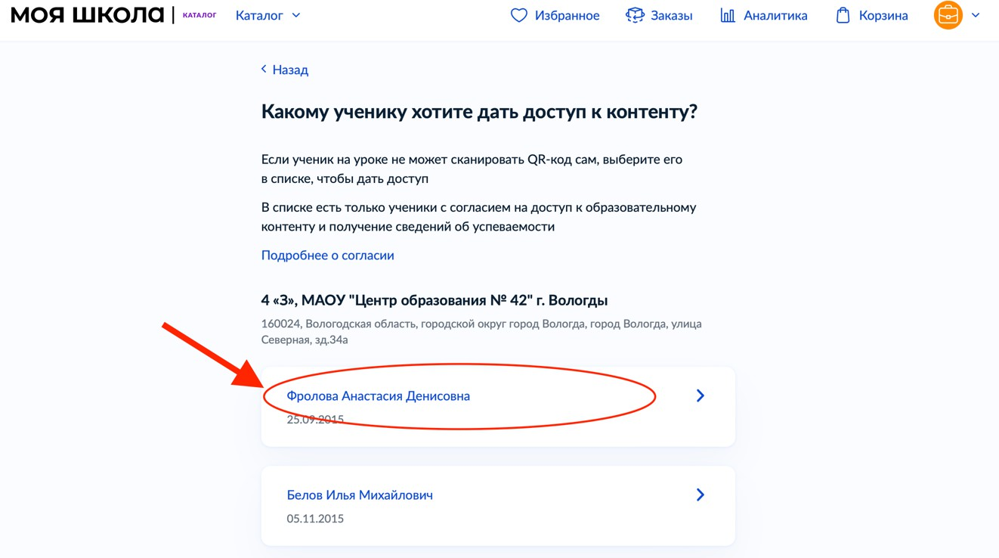 МОЯ ШКОЛА | КАТАЛОГ Каталог Избранное Заказы Аналитика Корзина
Назад
Какому ученику хотите дать доступ к контенту?
Если ученик на уроке не может сканировать QR-код сам, выберите его
в списке, чтобы дать доступ
В списке есть только ученики с согласием на доступ к образовательному
контенту и получение сведений об успеваемости
Подробнее о согласии
4 «З», МАОУ "Центр образования № 42" г. Вологды
160024, Вологодская область, городской округ город Вологда, город Вологда, улица
Северная, зд.34а
Фролова Анастасия Денисовна
25.09.2015
Белов Илья Михайлович
05.11.2015